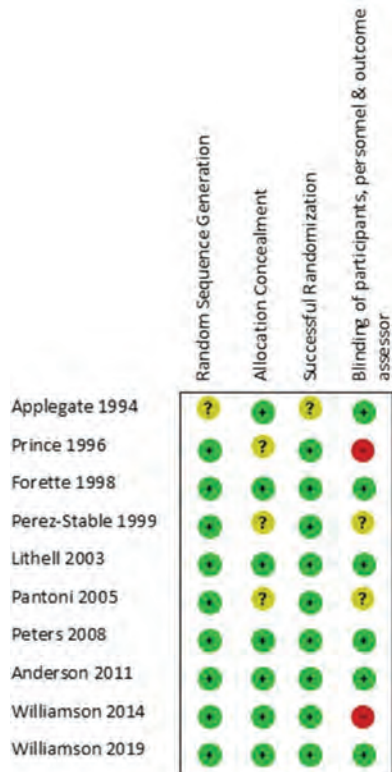 Random Sequence Generation
Allocation Concealment
Successful Randomization
Blinding of participants, personnel & outcome
assessor
Applegate 1994 ? + ? +
Prince 1996 + ? + -
Forette 1998 + + + +
Perez-Stable 1999 + ? + ?
Lithell 2003 + + + +
Pantoni 2005 + ? + ?
Peters 2008 + + + +
Anderson 2011 + + + +
Williamson 2014 + + + -
Williamson 2019 + + + +